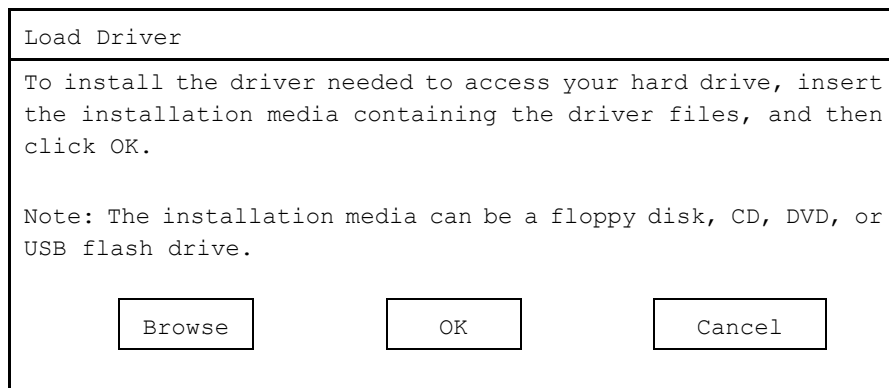 Load Driver
To install the driver needed to access your hard drive, insert
the installation media containing the driver files, and then
click OK.
Note: The installation media can be a floppy disk, CD, DVD, or
USB flash drive.
Browse OK Cancel